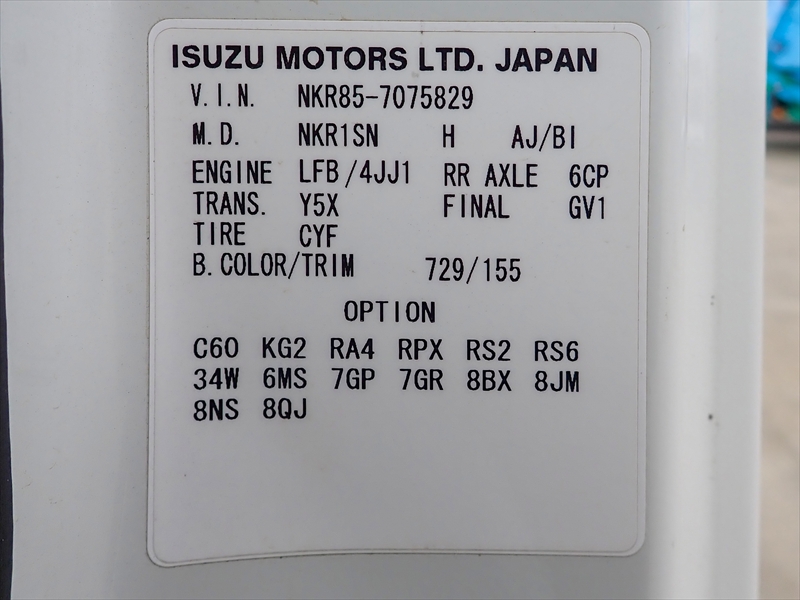 ISUZU MOTORS LTD. JAPAN
V.I.N. NKR85-7075829
M.D. NKR1SN H AJ/BI
ENGINE LFB/4JJ1 RR AXLE 6CP
TRANS. Y5X FINAL GV1
TIRE CYF
B.COLOR/TRIM 729/155
OPTION
C60 KG2 RA4 RPX RS2 RS6
34W 6MS 7GP 7GR 8BX 8JM
8NS 8QJ